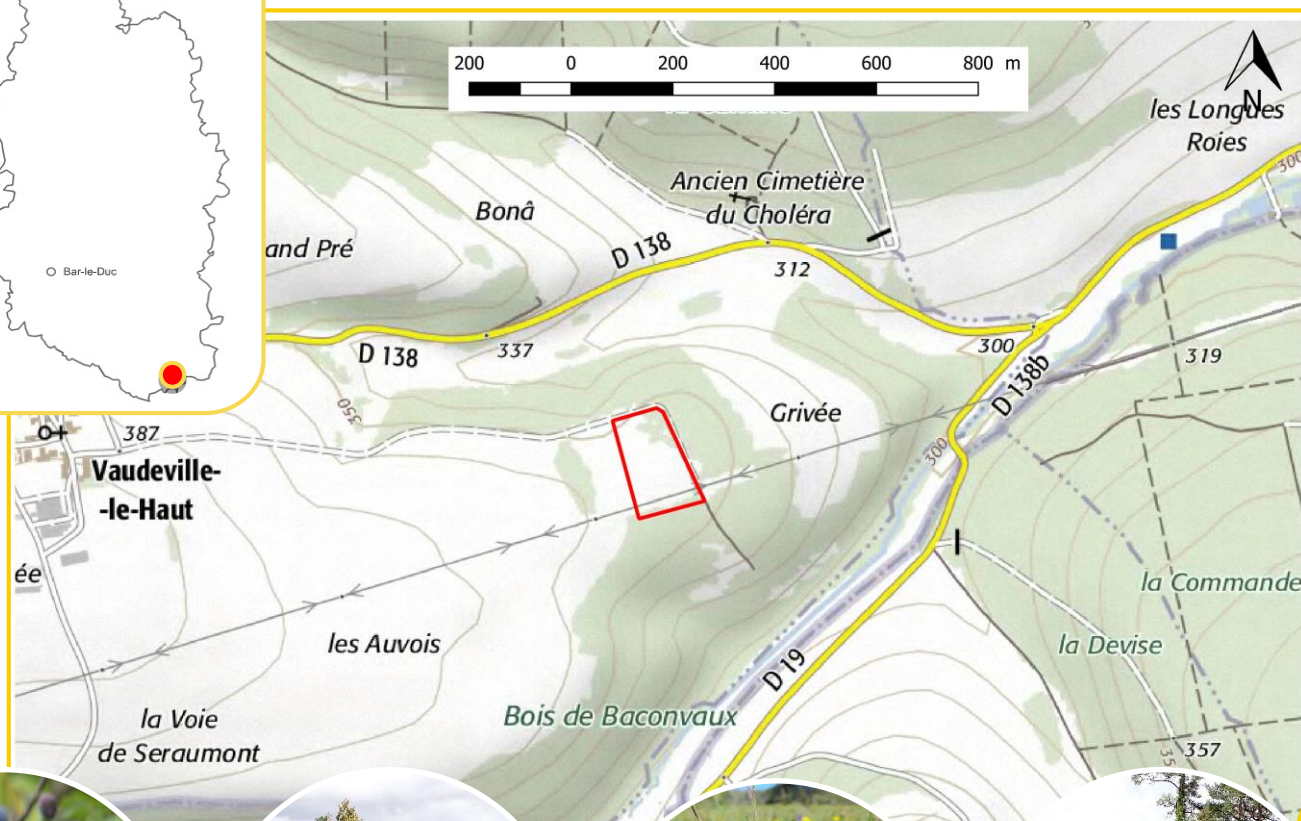 200 0 200 400 600 800 m
N
les Longues
Roies
300
Ancien Cimetière
du Choléra
Bonâ
and Pré
D 138
Bar-le-Duc
312
337
D 138
300
319
D 138b
350
Grivée
387
300
Vaudeville-
-le-Haut
ée
la Commande
les Auvois
la Devise
D 19
Bois de Baconvaux
la Voie
de Seraumont
357
35